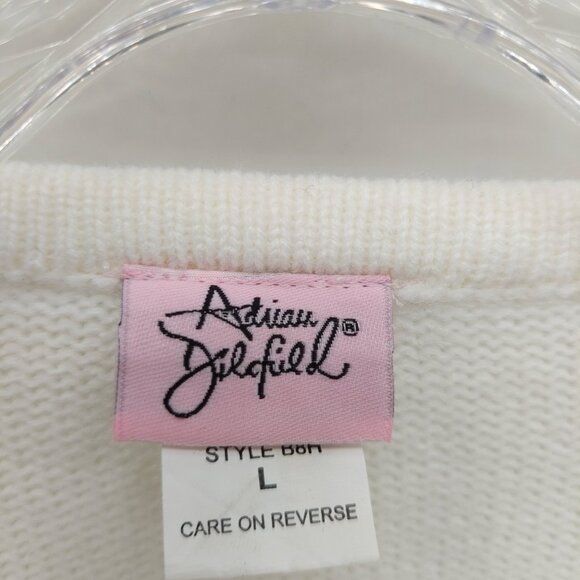 Adrian
Delafield®
STYLE B8H
L
CARE ON REVERSE